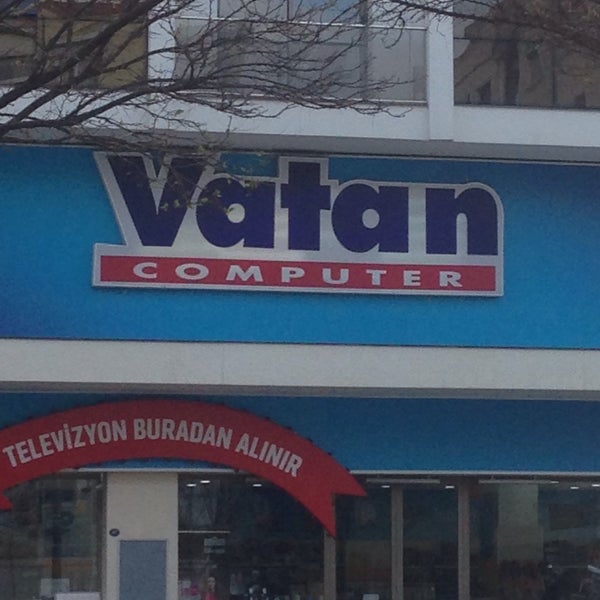 Vatan
COMPUTER
TELEVİZYON BURADAN ALINIR